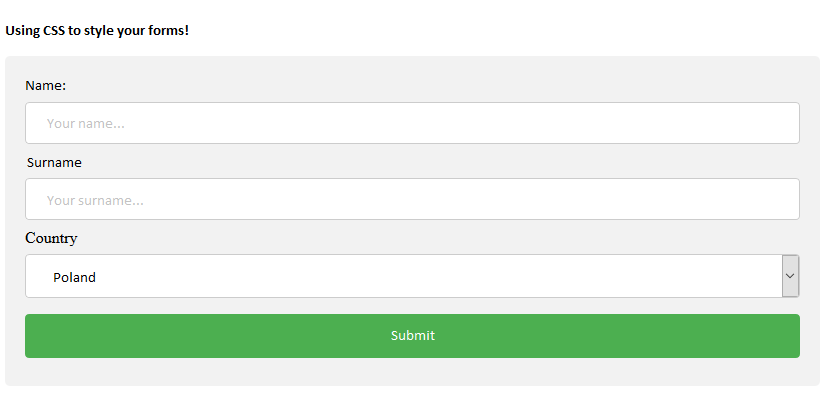 Using CSS to style your forms!
Name:
Your name...
Surname
Your surname...
Country
Poland
Submit